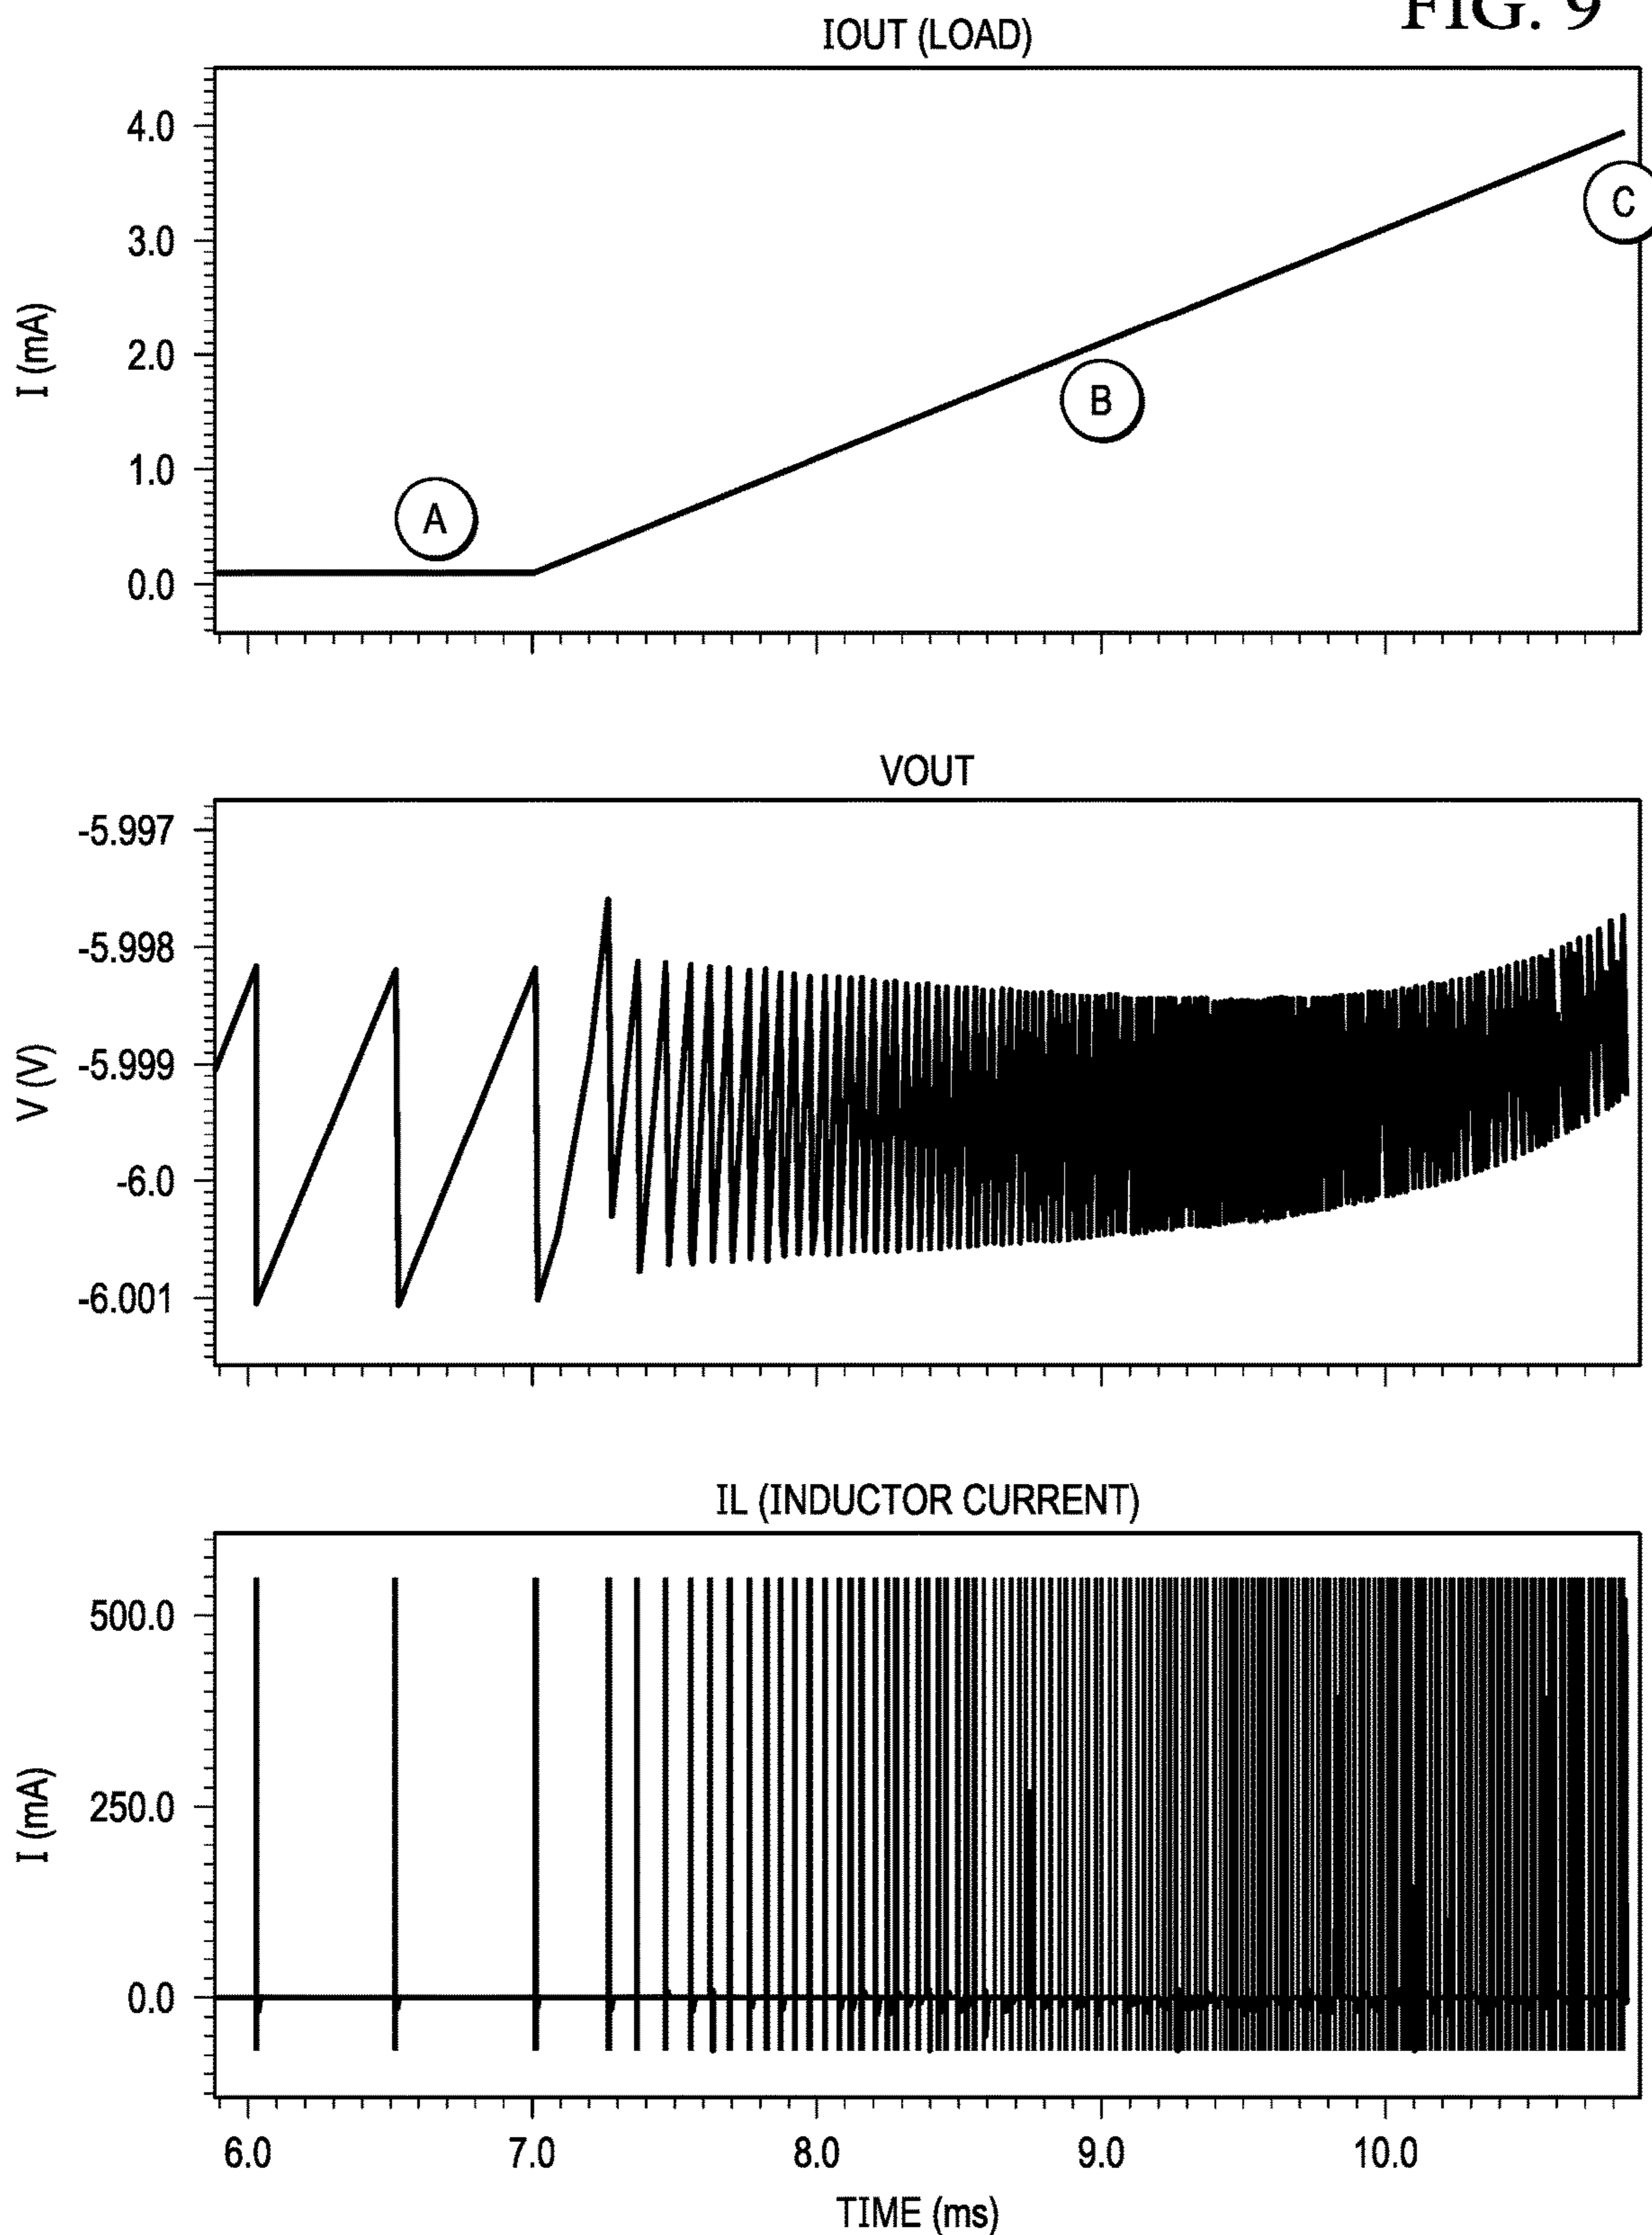 FIG. 9
IOUT (LOAD)
I (mA)
4.0
3.0
2.0
1.0
0.0
A
B
C
VOUT
V (V)
-5.997
-5.998
-5.999
-6.0
-6.001
IL (INDUCTOR CURRENT)
I (mA)
500.0
250.0
0.0
6.0 7.0 8.0 9.0 10.0
TIME (ms)